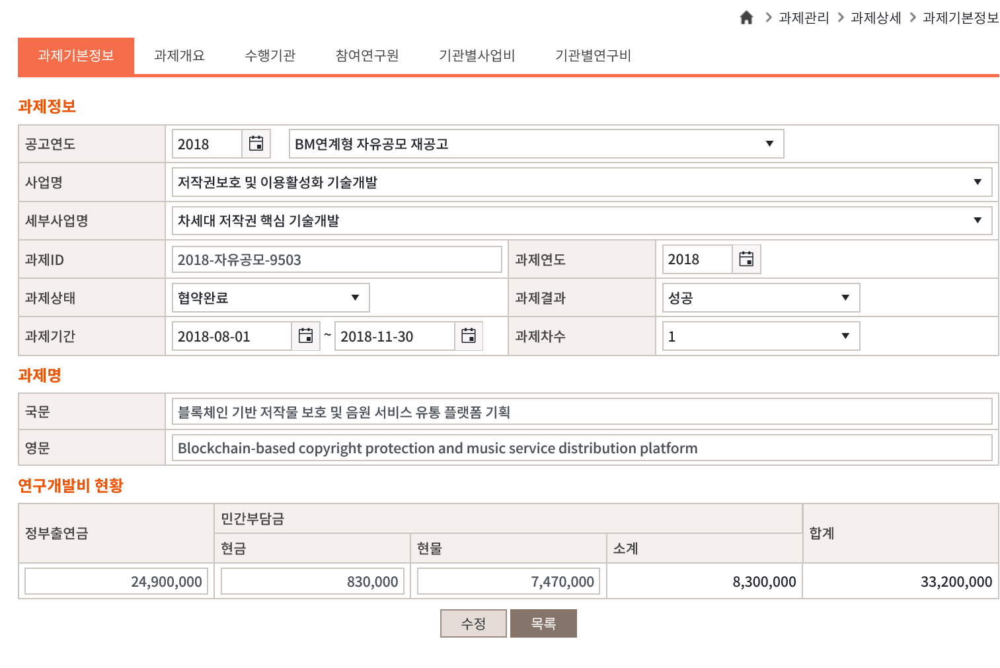 과제관리 과제상세 과제기본정보
과제기본정보 과제개요 수행기관 참여연구원 기관별사업비 기관별연구비
과제정보
공고연도 2018 BM연계형 자유공모 재공고
사업명 저작권보호 및 이용활성화 기술개발
세부사업명 차세대 저작권 핵심 기술개발
과제ID 2018-자유공모-9503 과제연도 2018
과제상태 협약완료 과제결과 성공
과제기간 2018-08-01 ~ 2018-11-30 과제차수 1
과제명
국문 블록체인 기반 저작물 보호 및 음원 서비스 유통 플랫폼 기획
영문 Blockchain-based copyright protection and music service distribution platform
연구개발비 현황
정부출연금 민간부담금 합계
현금 현물 소계
24,900,000 830,000 7,470,000 8,300,000 33,200,000
수정 목록